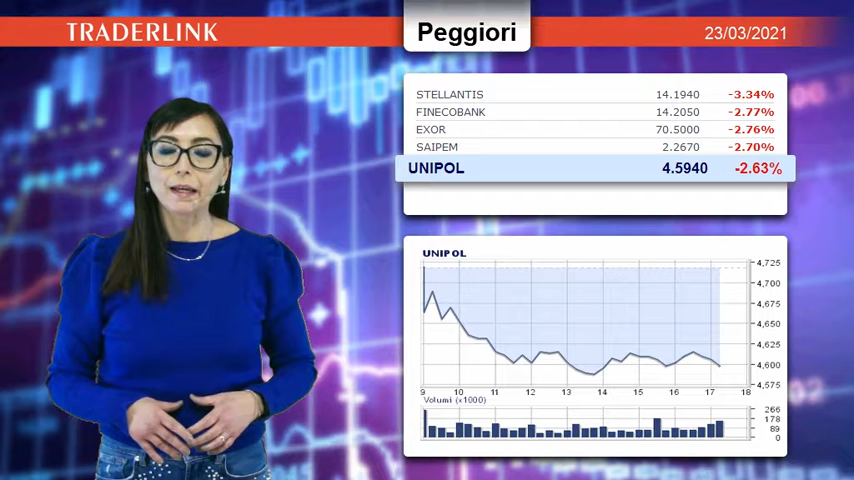 TRADERLINK
Peggiori
23/03/2021
STELLANTIS 14.1940 -3.34%
FINECOBANK 14.2050 -2.77%
EXOR 70.5000 -2.76%
SAIPEM 2.2670 -2.70%
UNIPOL 4.5940 -2.63%
UNIPOL
4,725
4,700
4,675
4,650
4,625
4,600
4,575
9 10 11 12 13 14 15 16 17 18
Volumi (x1000)
266
178
89
0